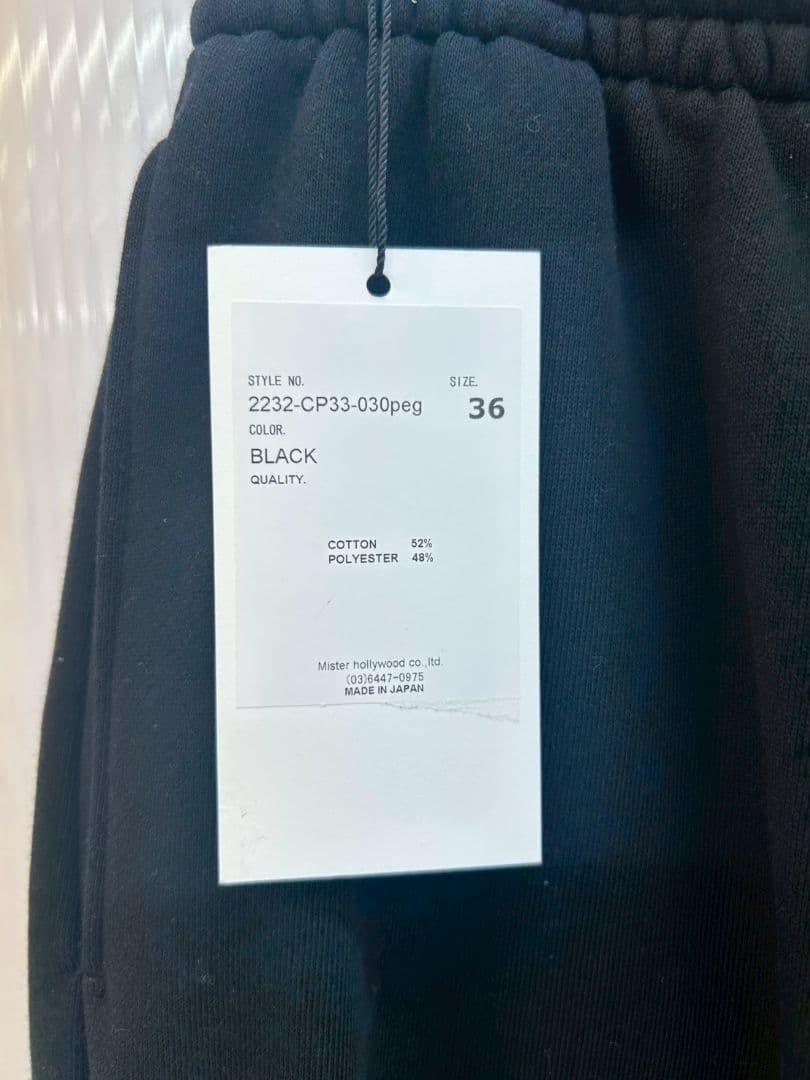 STYLE NO. SIZE.
2232-CP33-030peg 36
COLOR.
BLACK
QUALITY.
COTTON 52%
POLYESTER 48%
Mister hollywood co.,ltd.
(03)6447-0975
MADE IN JAPAN